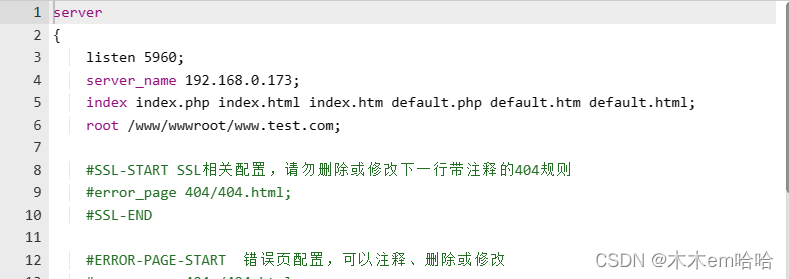 1 server
2 {
3 listen 5960;
4 server_name 192.168.0.173;
5 index index.php index.html index.htm default.php default.htm default.html;
6 root /www/wwwroot/www.test.com;
7
8 #SSL-START SSL相关配置，请勿删除或修改下一行带注释的404规则
9 #error_page 404/404.html;
10 #SSL-END
11
12 #ERROR-PAGE-START 错误页配置，可以注释、删除或修改
CSDN @木木em哈哈